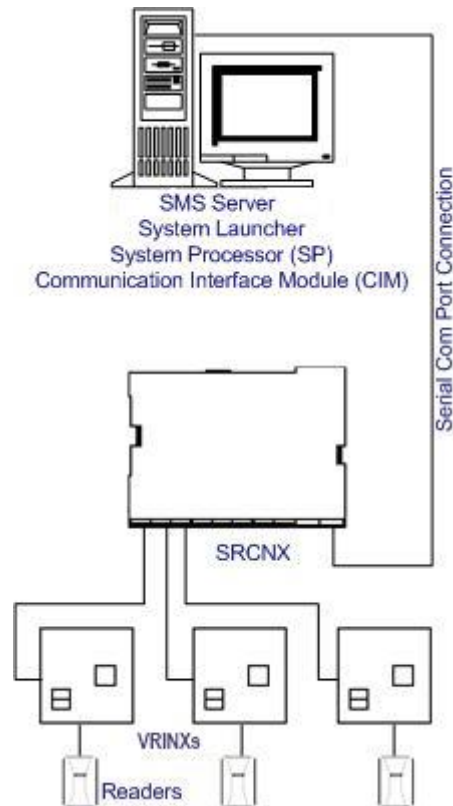 SMS Server
System Launcher
System Processor (SP)
Communication Interface Module (CIM)
Serial Com Port Connection
SRCNX
VRINXs
Readers